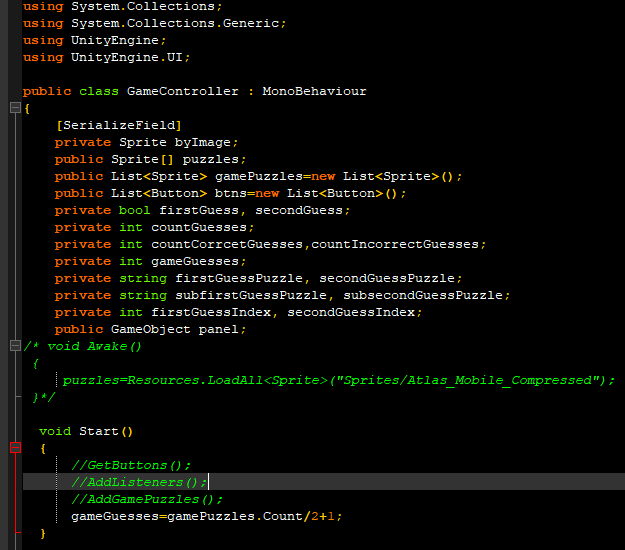 using System.Collections;
using System.Collections.Generic;
using UnityEngine;
using UnityEngine.UI;
public class GameController : MonoBehaviour
{
[SerializeField]
private Sprite byImage;
public Sprite[] puzzles;
public List<Sprite> gamePuzzles=new List<Sprite>();
public List<Button> btns=new List<Button>();
private bool firstGuess, secondGuess;
private int countGuesses;
private int countCorrcetGuesses,countIncorrectGuesses;
private int gameGuesses;
private string firstGuessPuzzle, secondGuessPuzzle;
private string subfirstGuessPuzzle, subsecondGuessPuzzle;
private int firstGuessIndex, secondGuessIndex;
public GameObject panel;
/* void Awake()
{
puzzles=Resources.LoadAll<Sprite>("Sprites/Atlas_Mobile_Compressed");
}*/
void Start()
{
//GetButtons();
//AddListeners();
//AddGamePuzzles();
gameGuesses=gamePuzzles.Count/2+1;
}